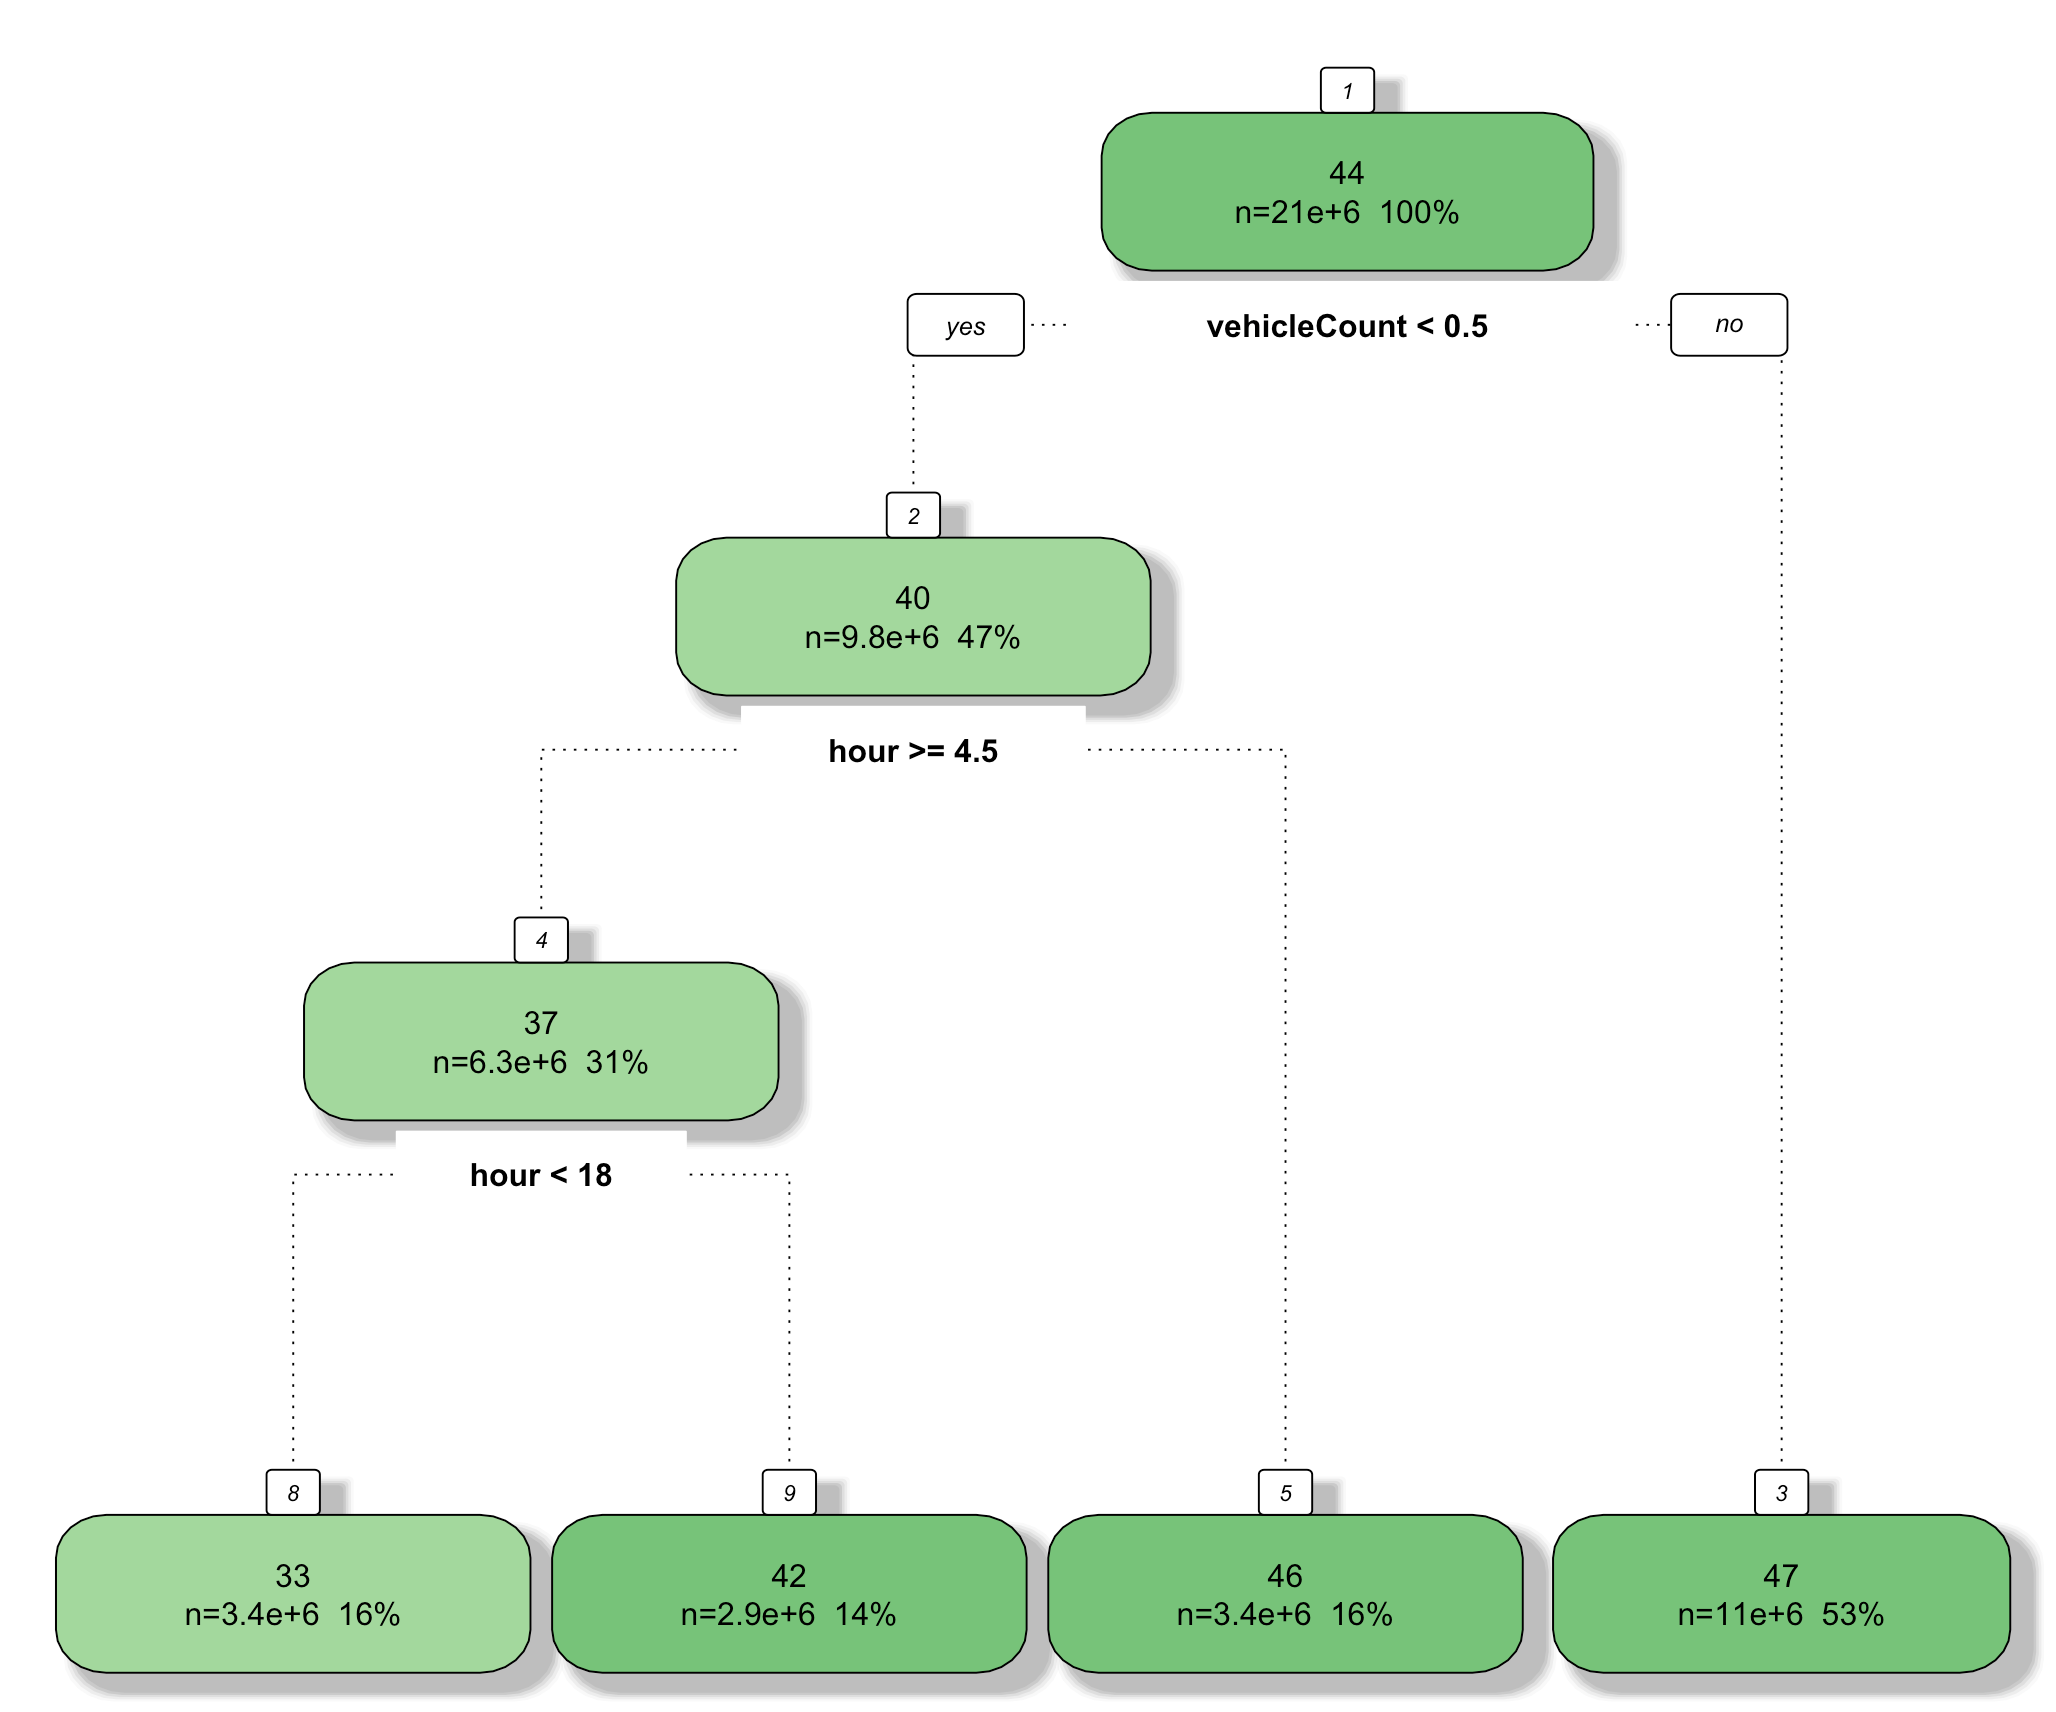 1
44
n=21e+6  100%
yes
vehicleCount < 0.5
no
2
40
n=9.8e+6  47%
hour >= 4.5
4
37
n=6.3e+6  31%
hour < 18
8
33
n=3.4e+6  16%
9
42
n=2.9e+6  14%
5
46
n=3.4e+6  16%
3
47
n=11e+6  53%